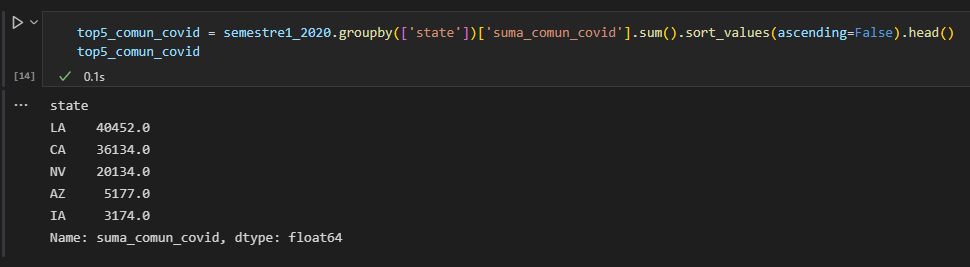 top5_comun_covid = semestre1_2020.groupby(['state'])['suma_comun_covid'].sum().sort_values(ascending=False).head()
top5_comun_covid
[14] ✓ 0.1s
... state
LA 40452.0
CA 36134.0
NV 20134.0
AZ 5177.0
IA 3174.0
Name: suma_comun_covid, dtype: float64